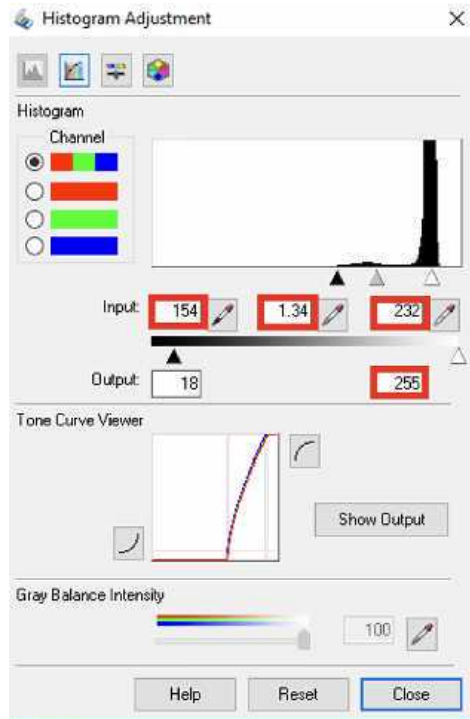 Histogram Adjustment
Histogram
Channel
Input: 154 1.34 232
Output: 18 255
Tone Curve Viewer
Show Output
Gray Balance Intensity
100
Help Reset Close